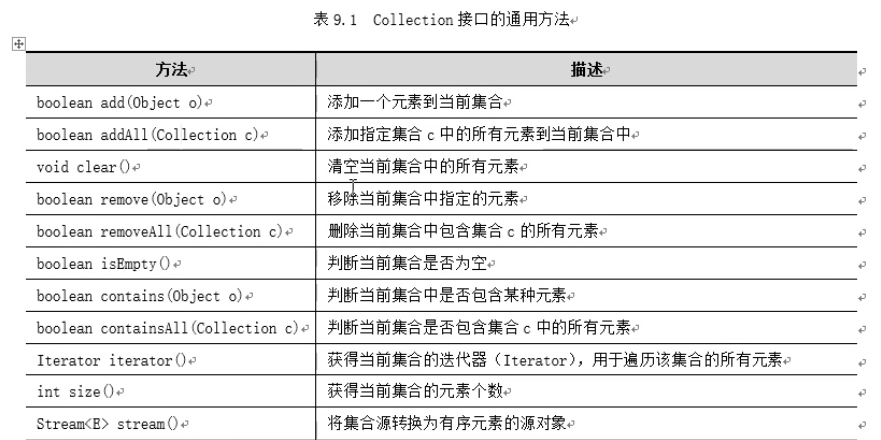 表 9.1 Collection 接口的通用方法
方法 描述
boolean add(Object o) 添加一个元素到当前集合
boolean addAll(Collection c) 添加指定集合 c 中的所有元素到当前集合中
void clear() 清空当前集合中的所有元素
boolean remove(Object o) 移除当前集合中指定的元素
boolean removeAll(Collection c) 删除当前集合中包含集合 c 的所有元素
boolean isEmpty() 判断当前集合是否为空
boolean contains(Object o) 判断当前集合中是否包含某种元素
boolean containsAll(Collection c) 判断当前集合是否包含集合 c 中的所有元素
Iterator iterator() 获得当前集合的迭代器（Iterator），用于遍历该集合的所有元素
int size() 获得当前集合的元素个数
Stream<E> stream() 将集合源转换为有序元素的源对象